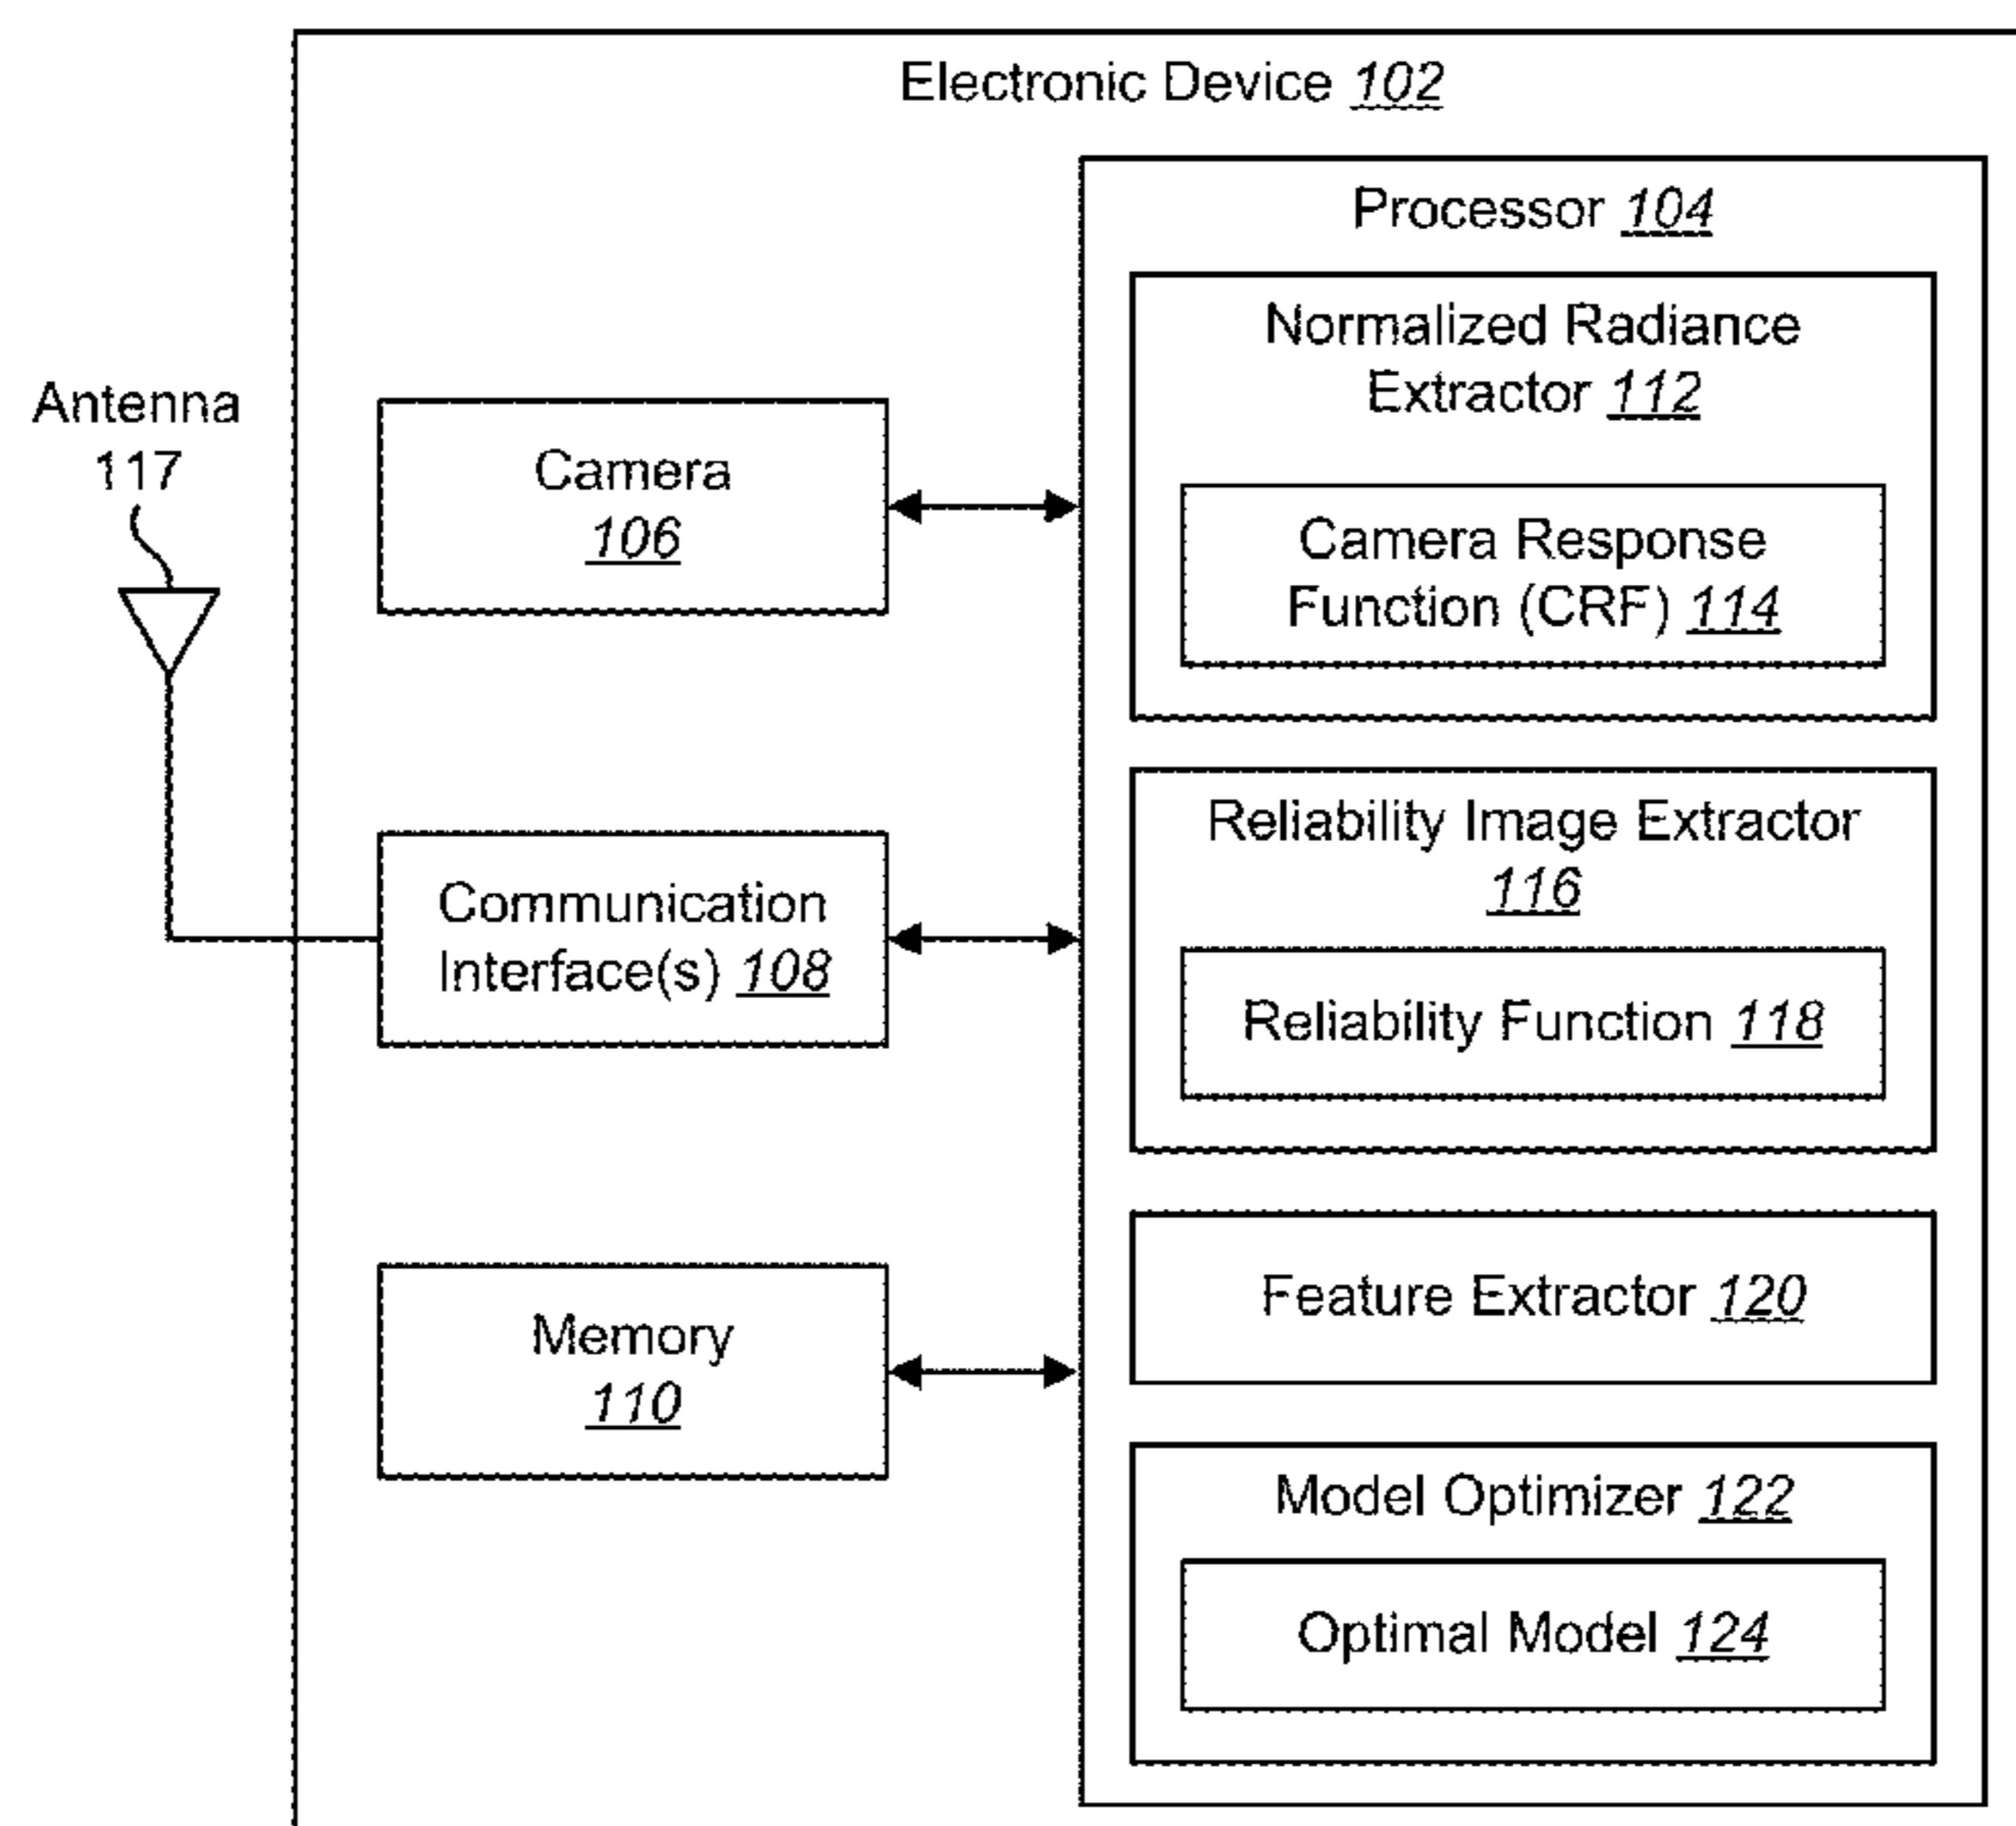 Electronic Device 102
Antenna
117
Camera
106
Communication
Interface(s) 108
Memory
110
Processor 104
Normalized Radiance
Extractor 112
Camera Response
Function (CRF) 114
Reliability Image Extractor
116
Reliability Function 118
Feature Extractor 120
Model Optimizer 122
Optimal Model 124